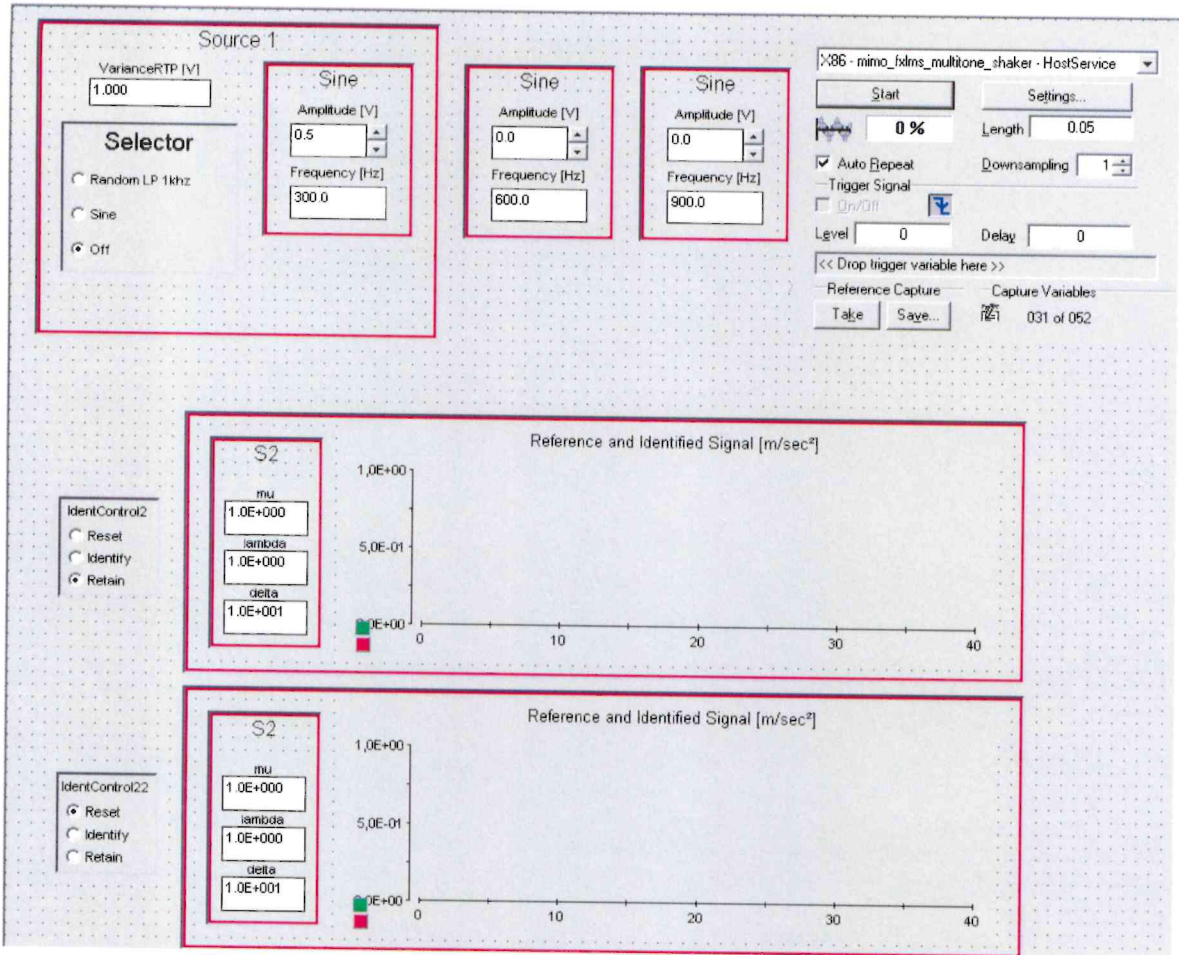 Source 1
VarianceRTP [V]
1.000
Selector
Random LP 1khz
Sine
Off
Sine
Amplitude [V]
0.5
Frequency [Hz]
300.0
Sine
Amplitude [V]
0.0
Frequency [Hz]
600.0
Sine
Amplitude [V]
0.0
Frequency [Hz]
900.0
X86 - mimo_fxlms_multitone_shaker - HostService
Start
Settings...
0 %
Length 0.05
Auto Repeat
Downsampling 1
Trigger Signal
On/Off
Level 0
Delay 0
<< Drop trigger variable here >>
Reference Capture
Capture Variables
Take Save...
031 of 052
IdentControl2
Reset
Identify
Retain
S2
mu
1.0E+000
lambda
1.0E+000
delta
1.0E+001
Reference and Identified Signal [m/sec²]
1,0E+00
5,0E-01
0,0E+00
0 10 20 30 40
IdentControl22
Reset
Identify
Retain
S2
mu
1.0E+000
lambda
1.0E+000
delta
1.0E+001
Reference and Identified Signal [m/sec²]
1,0E+00
5,0E-01
0,0E+00
0 10 20 30 40